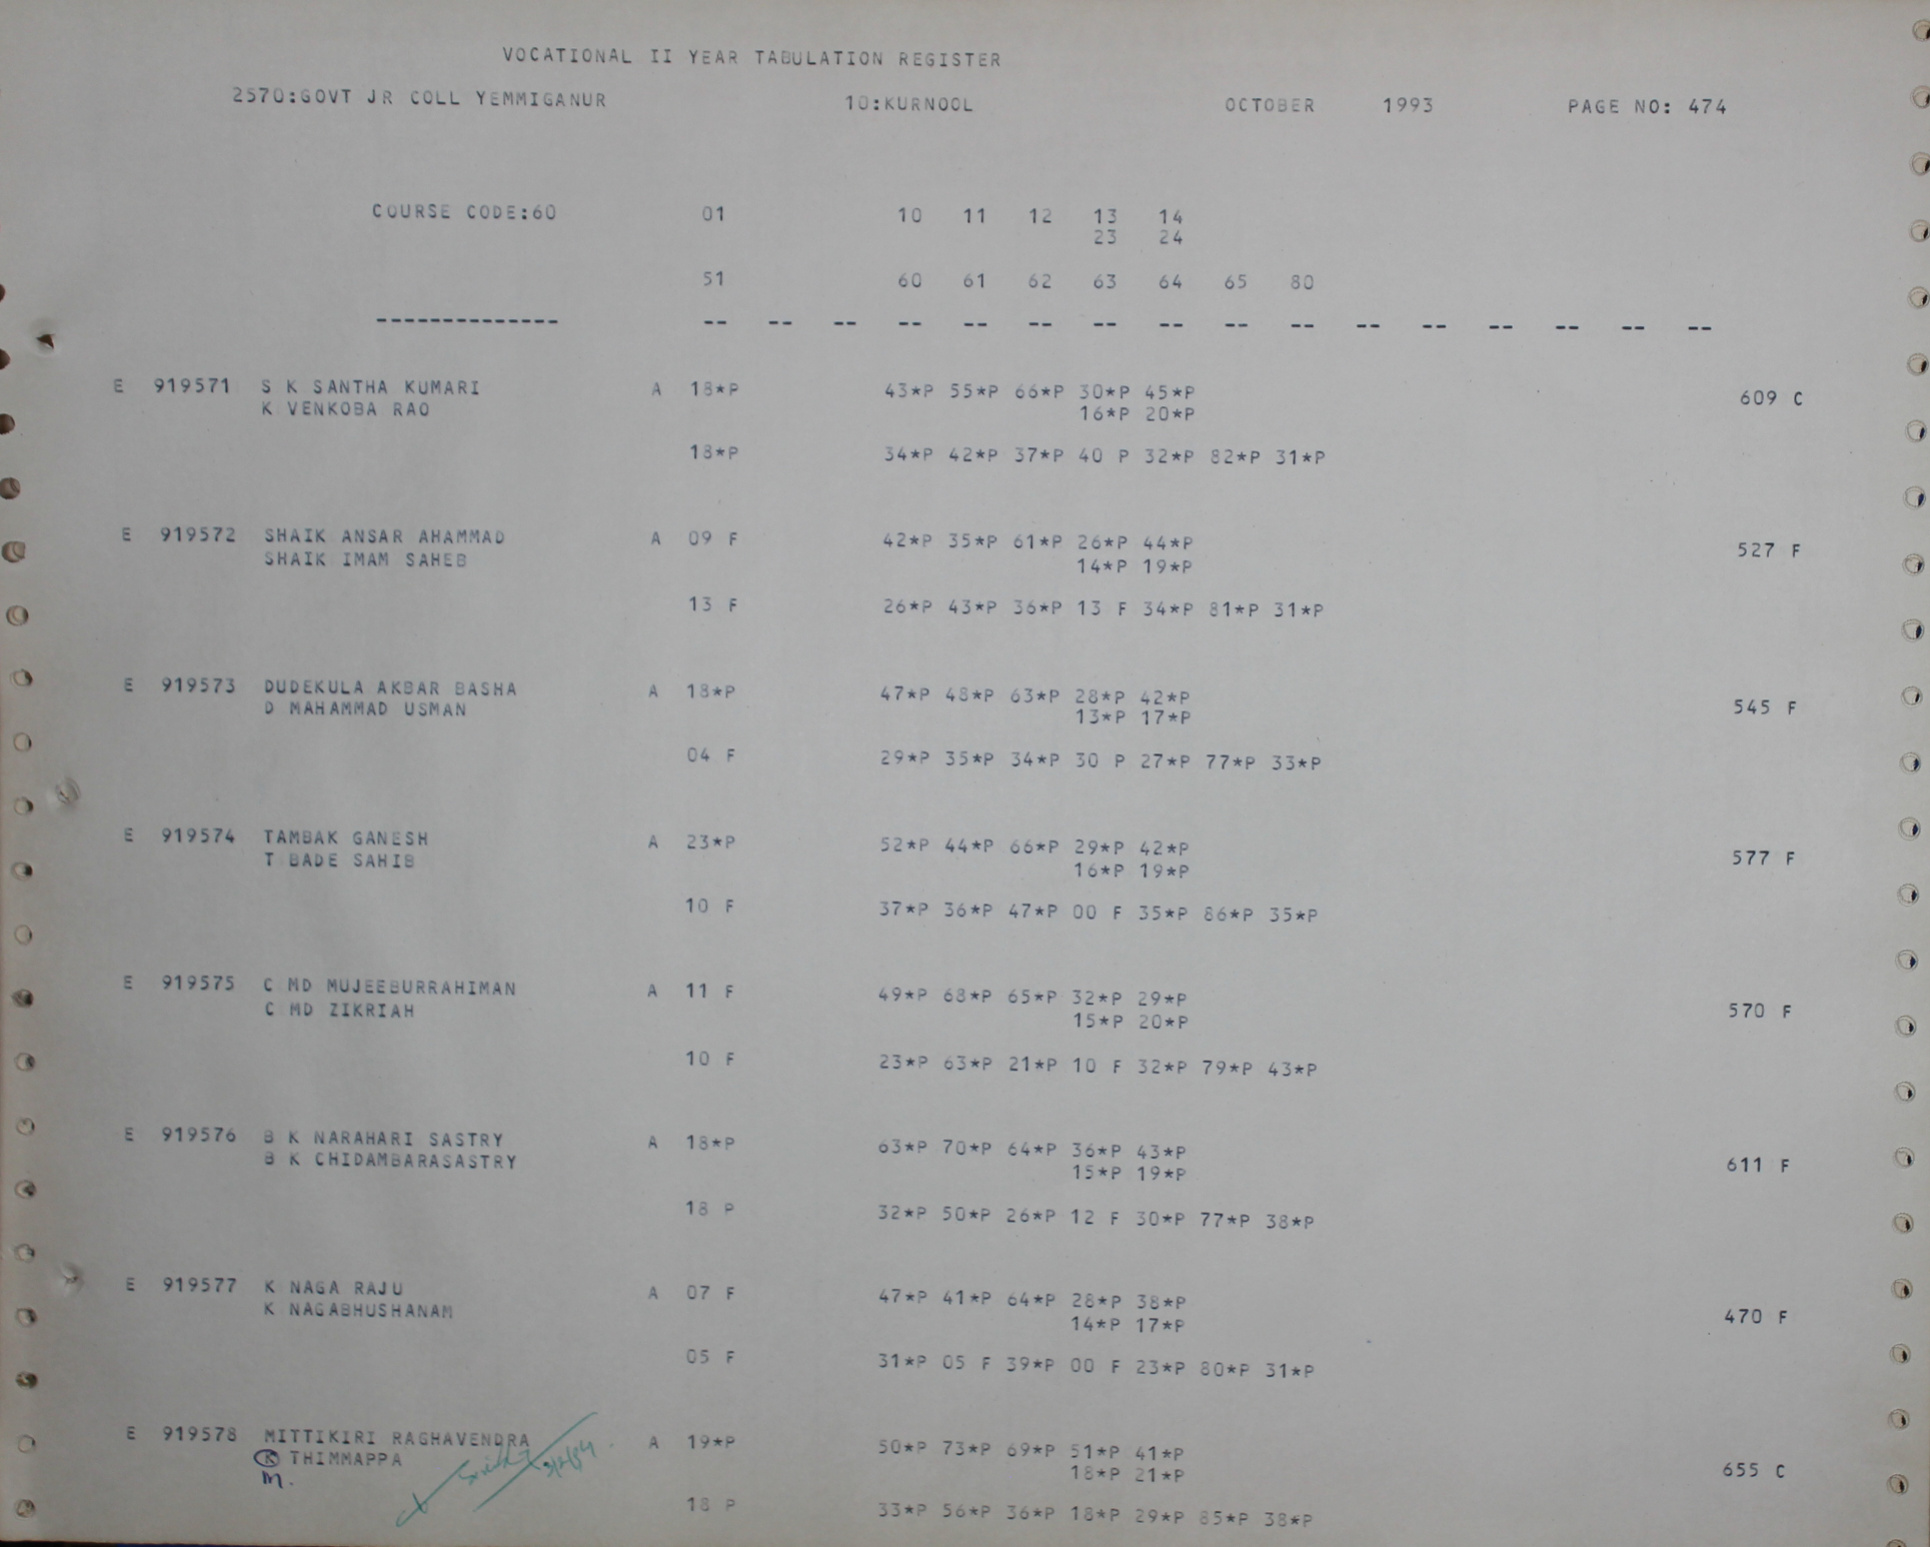 VOCATIONAL II YEAR TABULATION REGISTER
2570:GOVT JR COLL YEMMIGANUR 10:KURNOOL OCTOBER 1993 PAGE NO: 474
COURSE CODE:60 01 10 11 12 13 14
23 24
51 60 61 62 63 64 65 80
-------------- -- -- -- -- -- -- -- -- -- -- -- -- -- -- -- --
E 919571 S K SANTHA KUMARI A 18*P 43*P 55*P 66*P 30*P 45*P
K VENKOBA RAO 16*P 20*P 609 C
18*P 34*P 42*P 37*P 40 P 32*P 82*P 31*P
E 919572 SHAIK ANSAR AHAMMAD A 09 F 42*P 35*P 61*P 26*P 44*P 527 F
SHAIK IMAM SAHEB 14*P 19*P
13 F 26*P 43*P 36*P 13 F 34*P 81*P 31*P
E 919573 DUDEKULA AKBAR BASHA A 18*P 47*P 48*P 63*P 28*P 42*P
D MAHAMMAD USMAN 13*P 17*P 545 F
04 F 29*P 35*P 34*P 30 P 27*P 77*P 33*P
E 919574 TAMBAK GANESH A 23*P 52*P 44*P 66*P 29*P 42*P
T BADE SAHIB 16*P 19*P 577 F
10 F 37*P 36*P 47*P 00 F 35*P 86*P 35*P
E 919575 C MD MUJEEBURRAHIMAN A 11 F 49*P 68*P 65*P 32*P 29*P
C MD ZIKRIAH 15*P 20*P 570 F
10 F 23*P 63*P 21*P 10 F 32*P 79*P 43*P
E 919576 B K NARAHARI SASTRY A 18*P 63*P 70*P 64*P 36*P 43*P
B K CHIDAMBARASASTRY 15*P 19*P 611 F
18 P 32*P 50*P 26*P 12 F 30*P 77*P 38*P
E 919577 K NAGA RAJU A 07 F 47*P 41*P 64*P 28*P 38*P
K NAGABHUSHANAM 14*P 17*P 470 F
05 F 31*P 05 F 39*P 00 F 23*P 80*P 31*P
E 919578 MITTIKIRI RAGHAVENDRA A 19*P 50*P 73*P 69*P 51*P 41*P
K THIMMAPPA 18*P 21*P 655 C
M.
18 P 33*P 56*P 36*P 18*P 29*P 85*P 38*P